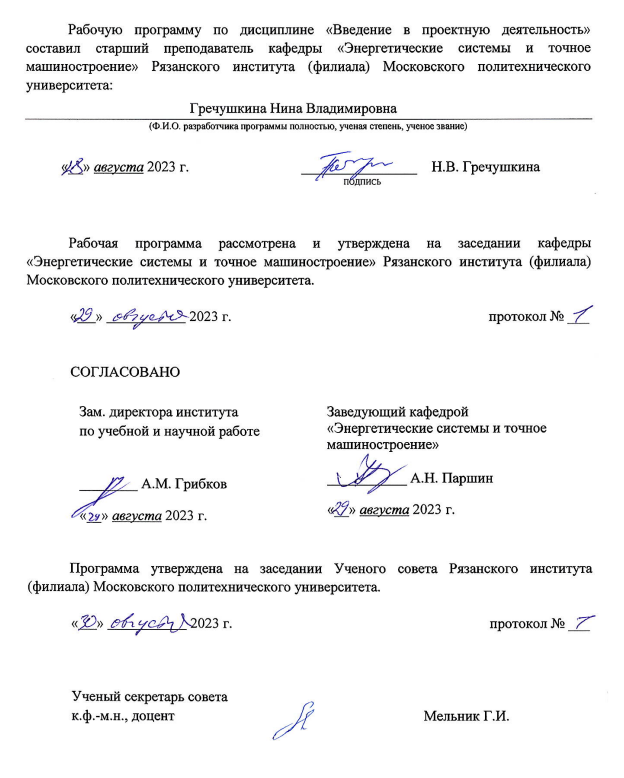 Рабочую программу по дисциплине «Введение в проектную деятельность»
составил старший преподаватель кафедры «Энергетические системы и точное
машиностроение» Рязанского института (филиала) Московского политехнического
университета:
Гречушкина Нина Владимировна
(Ф.И.О. разработчика программы полностью, ученая степень, ученое звание)
«28» августа 2023 г. Н.В. Гречушкина
подпись
Рабочая программа рассмотрена и утверждена на заседании кафедры
«Энергетические системы и точное машиностроение» Рязанского института (филиала)
Московского политехнического университета.
«29» августа 2023 г. протокол № 1
СОГЛАСОВАНО
Зам. директора института
по учебной и научной работе
А.М. Грибков
«29» августа 2023 г.
Заведующий кафедрой
«Энергетические системы и точное
машиностроение»
А.Н. Паршин
«29» августа 2023 г.
Программа утверждена на заседании Ученого совета Рязанского института
(филиала) Московского политехнического университета.
«30» августа 2023 г. протокол №
Ученый секретарь совета
к.ф.-м.н., доцент Мельник Г.И.